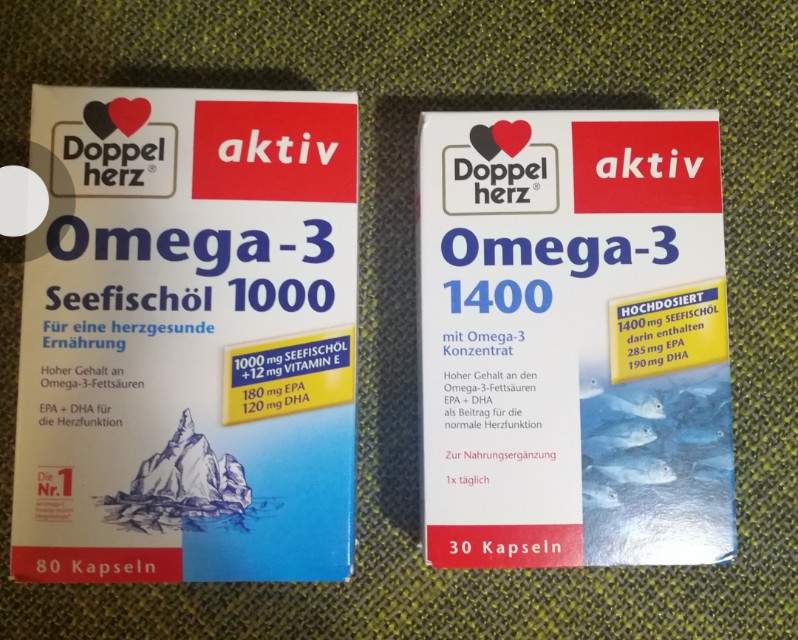 Doppel
herz®
aktiv
Omega-3
Seefischöl 1000
Für eine herzgesunde
Ernährung
1000 mg SEEFISCHÖL
+12 mg VITAMIN E
180 mg EPA
120 mg DHA
Hoher Gehalt an
Omega-3-Fettsäuren
EPA + DHA für
die Herzfunktion
Die
Nr.1
80 Kapseln
Doppel
herz®
aktiv
Omega-3
1400
HOCHDOSIERT
1400 mg SEEFISCHÖL
darin enthalten
285 mg EPA
190 mg DHA
mit Omega-3
Konzentrat
Hoher Gehalt an den
Omega-3-Fettsäuren
EPA + DHA
als Beitrag für die
normale Herzfunktion
Zur Nahrungsergänzung
1x täglich
30 Kapseln